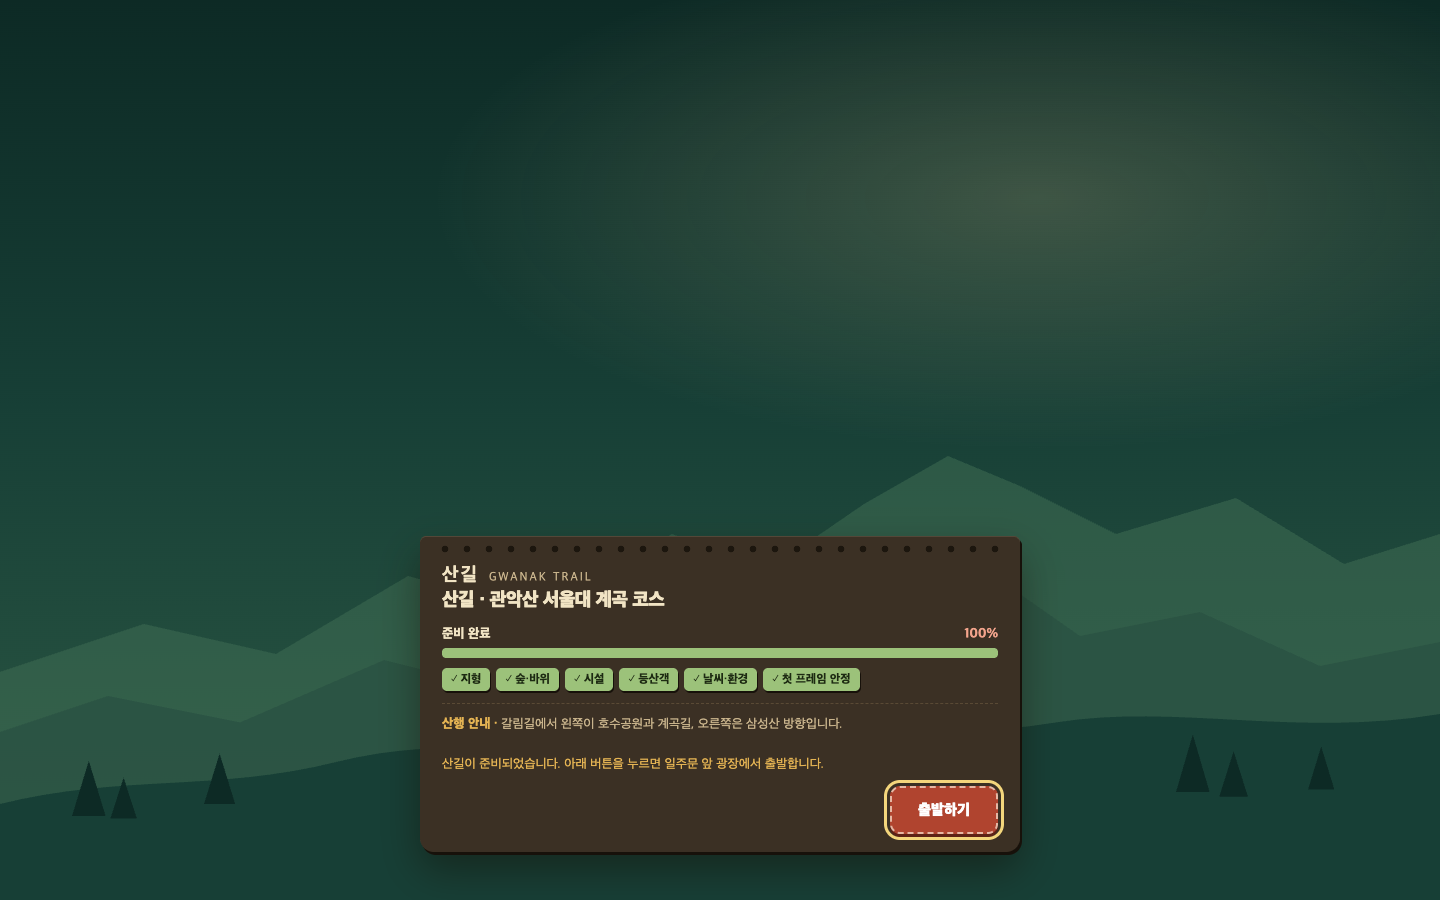 산길 GWANAK TRAIL
산길 · 관악산 서울대 계곡 코스
준비 완료 100%
✓ 지형 ✓ 숲·바위 ✓ 시설 ✓ 등산객 ✓ 날씨·환경 ✓ 첫 프레임 안정
산행 안내 · 갈림길에서 왼쪽이 호수공원과 계곡길, 오른쪽은 삼성산 방향입니다.
산길이 준비되었습니다. 아래 버튼을 누르면 일주문 앞 광장에서 출발합니다.
출발하기